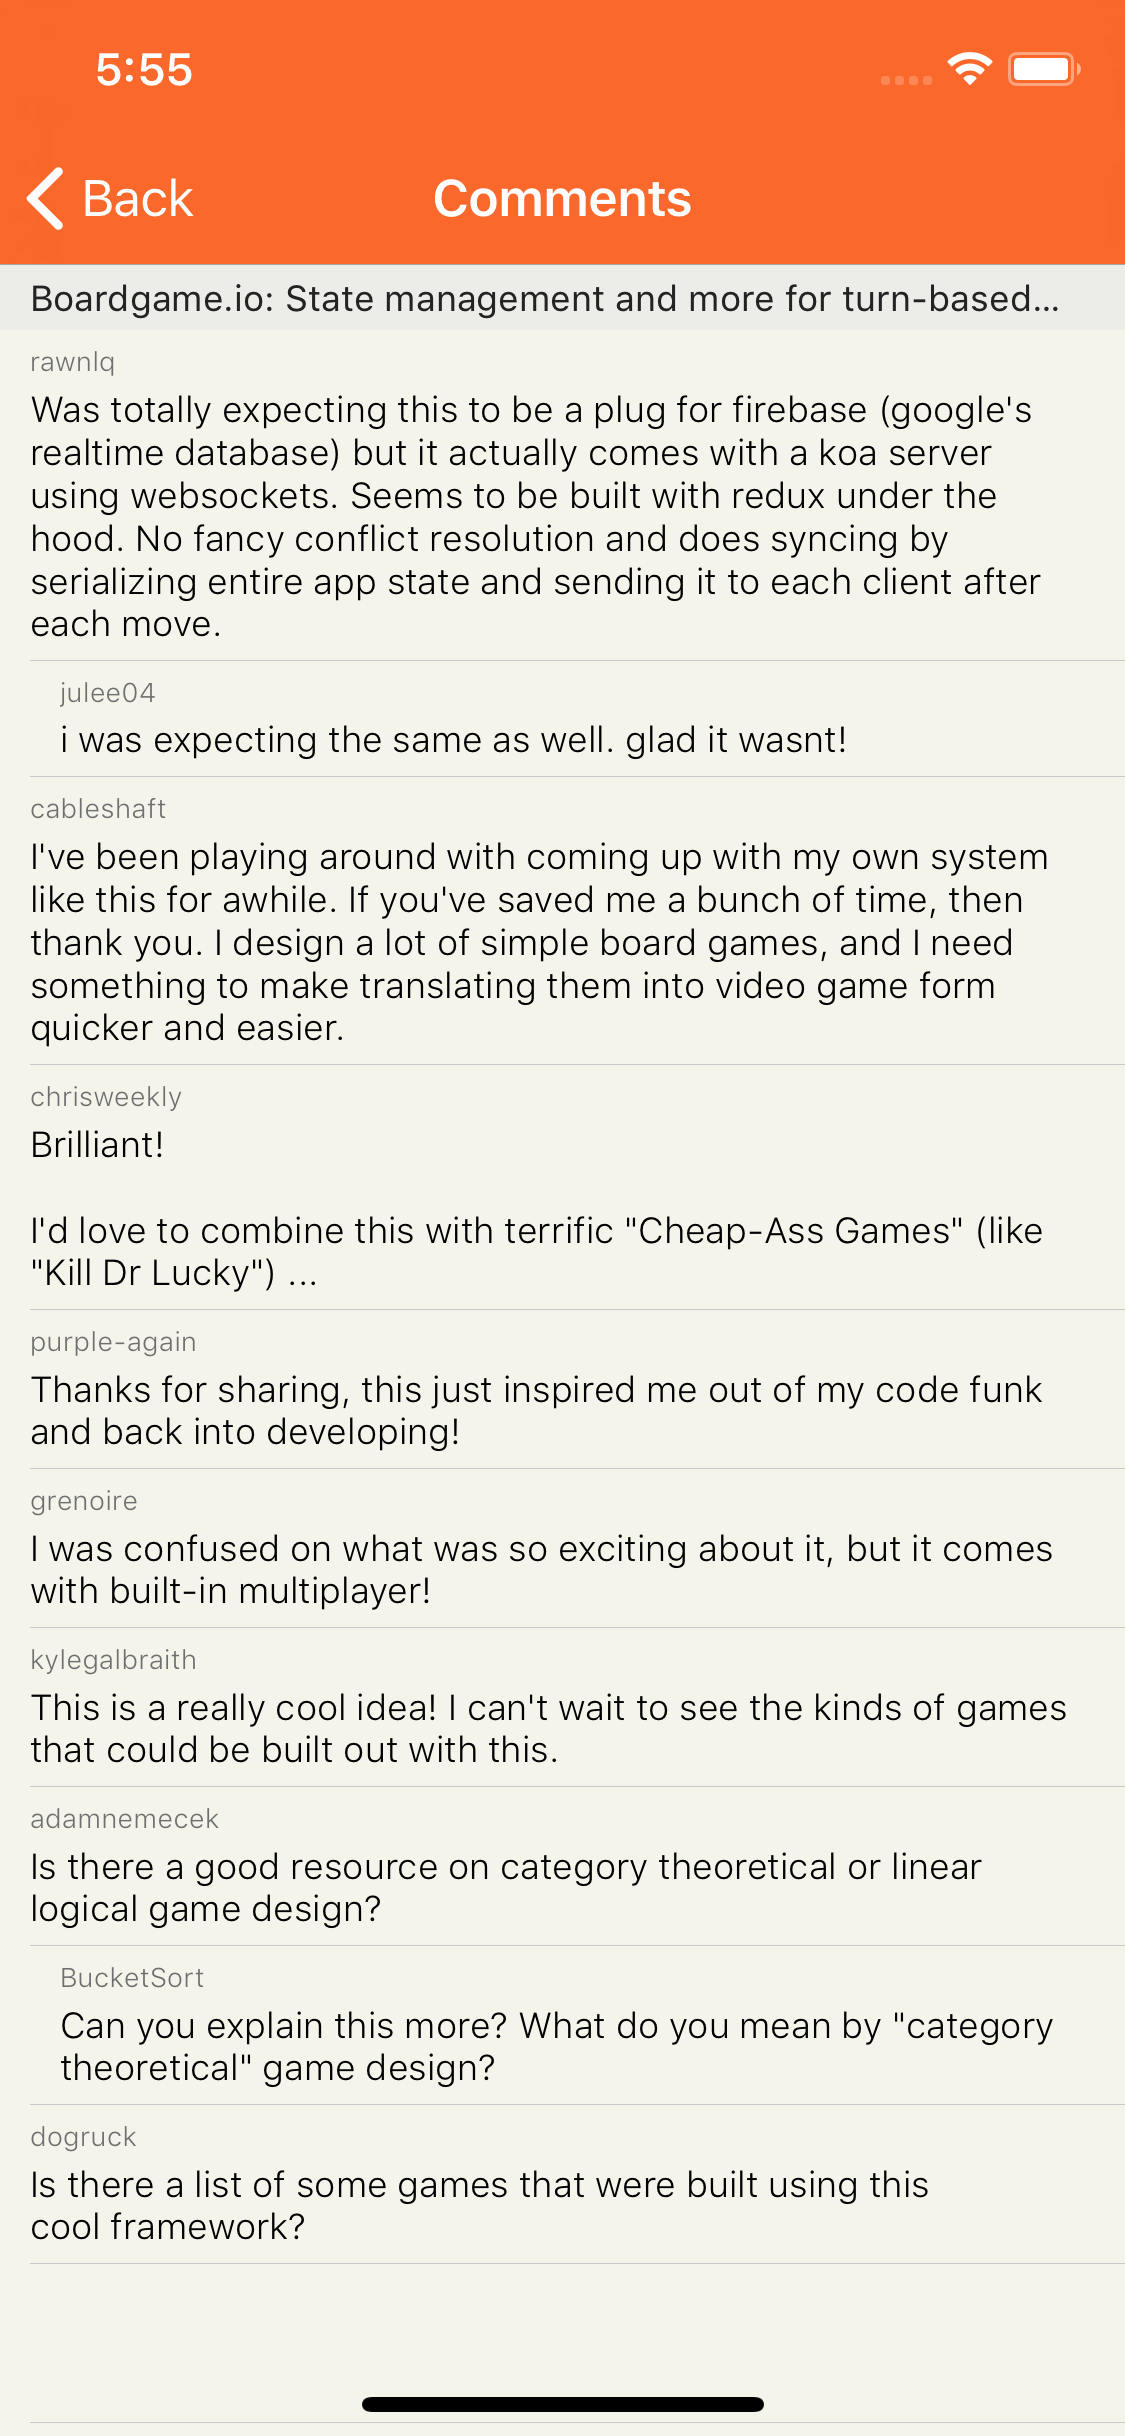 5:55
Back
Comments
Boardgame.io: State management and more for turn-based...
rawnlq
Was totally expecting this to be a plug for firebase (google's
realtime database) but it actually comes with a koa server
using websockets. Seems to be built with redux under the
hood. No fancy conflict resolution and does syncing by
serializing entire app state and sending it to each client after
each move.
julee04
i was expecting the same as well. glad it wasnt!
cableshaft
I've been playing around with coming up with my own system
like this for awhile. If you've saved me a bunch of time, then
thank you. I design a lot of simple board games, and I need
something to make translating them into video game form
quicker and easier.
chrisweekly
Brilliant!
I'd love to combine this with terrific "Cheap-Ass Games" (like
"Kill Dr Lucky") ...
purple-again
Thanks for sharing, this just inspired me out of my code funk
and back into developing!
grenoire
I was confused on what was so exciting about it, but it comes
with built-in multiplayer!
kylegalbraith
This is a really cool idea! I can't wait to see the kinds of games
that could be built out with this.
adamnemecek
Is there a good resource on category theoretical or linear
logical game design?
BucketSort
Can you explain this more? What do you mean by "category
theoretical" game design?
dogruck
Is there a list of some games that were built using this
cool framework?